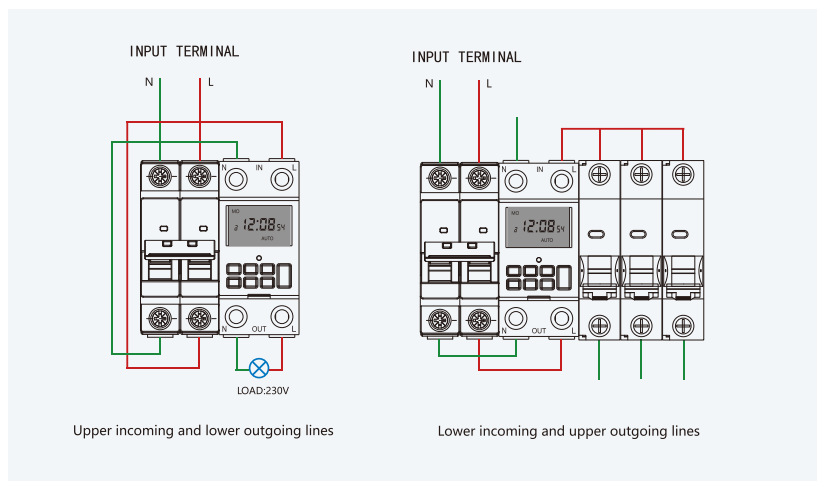 INPUT TERMINAL
N L
N IN L
MO
a 12:08 54
AUTO
N OUT L
LOAD:230V
Upper incoming and lower outgoing lines
INPUT TERMINAL
N L
N IN L
MO
a 12:08 54
AUTO
N OUT L
Lower incoming and upper outgoing lines